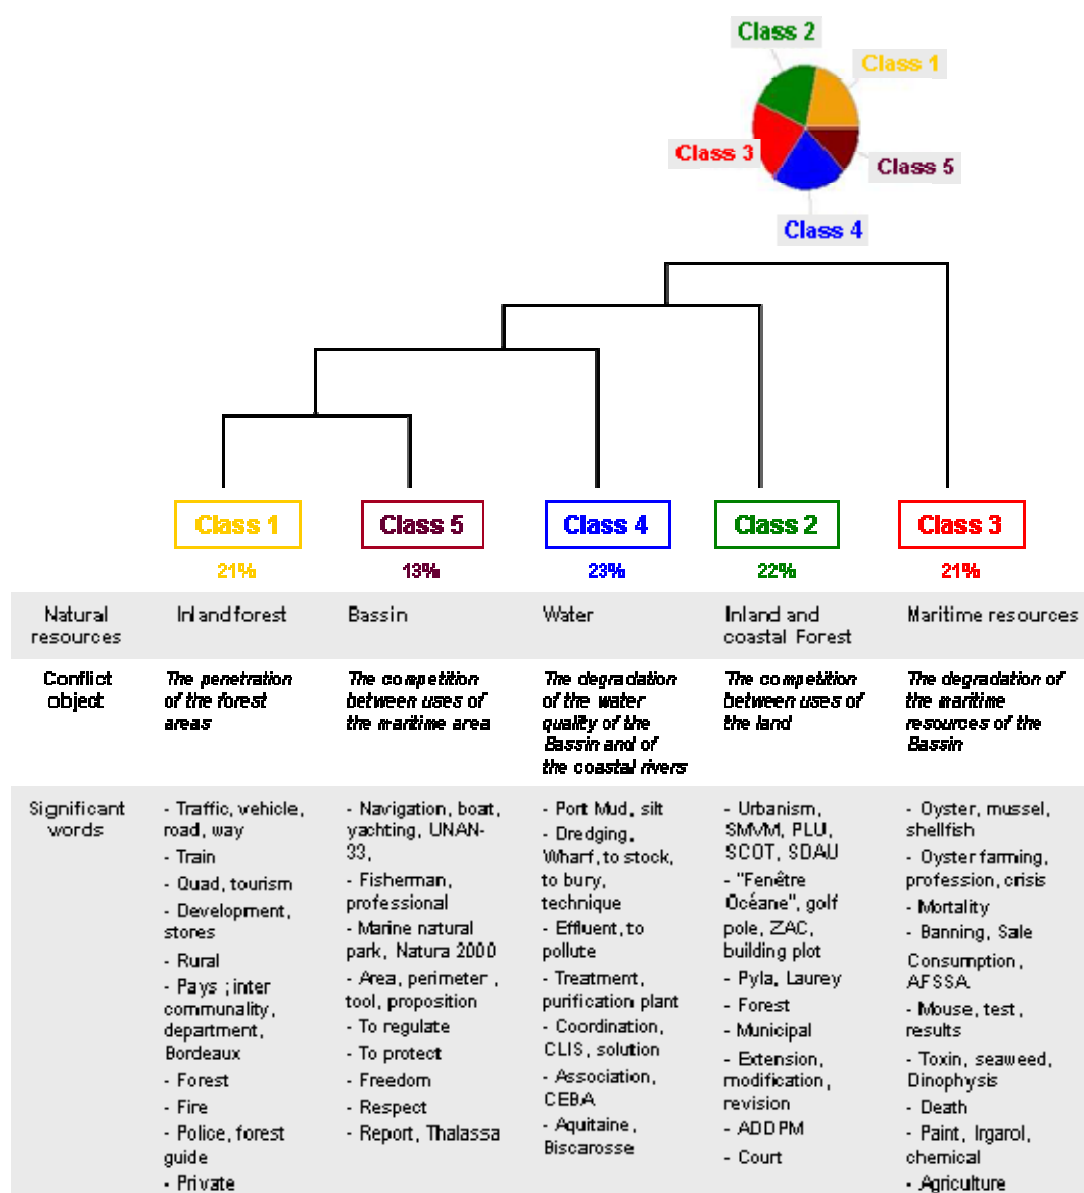 Class 2
Class 1
Class 3
Class 5
Class 4
Class 1
Class 5
Class 4
Class 2
Class 3
21%
13%
23%
22%
21%
Natural
resources
Inland forest
Bassin
Water
Inland and
coastal Forest
Maritime resources
Conflict
object
The penetration
of the forest
areas
The competition
between uses of
the maritime area
The degradation
of the water
quality of the
Bassin and of
the coastal rivers
The competition
between uses of
the land
The degradation of
the maritime
resources of the
Bassin
Significant
words
- Traffic, vehicle,
road, way
- Train
- Quad, tourism
- Development,
stores
- Rural
- Pays ; inter
communality,
department,
Bordeaux
- Forest
- Fire
- Police, forest
guide
- Private
- Navigation, boat,
yachting, UNAN-
33,
- Fisherman,
professional
- Marine natural
park, Natura 2000
- Area, perimeter ,
tool, proposition
- To regulate
- To protect
- Freedom
- Respect
- Report, Thalassa
- Port Mud, silt
- Dredging,
Wharf, to stock,
to bury,
technique
- Effluent, to
pollute
- Treatment,
purification plant
- Coordination,
CLIS, solution
- Association,
CEBA
- Aquitaine,
Biscarosse
- Urbanism,
SMVM, PLU,
SCOT, SDAU
- "Fenêtre
Océane", golf
pole, ZAC,
building plot
- Pyla, Laurey
- Forest
- Municipal
- Extension,
modification,
revision
- ADDPM
- Court
- Oyster, mussel,
shellfish
- Oyster farming,
profession, crisis
- Mortality
- Banning, Sale
Consumption,
AFSSA
- Mouse, test,
results
- Toxin, seaweed,
Dinophysis
- Death
- Paint, Irgarol,
chemical
- Agriculture